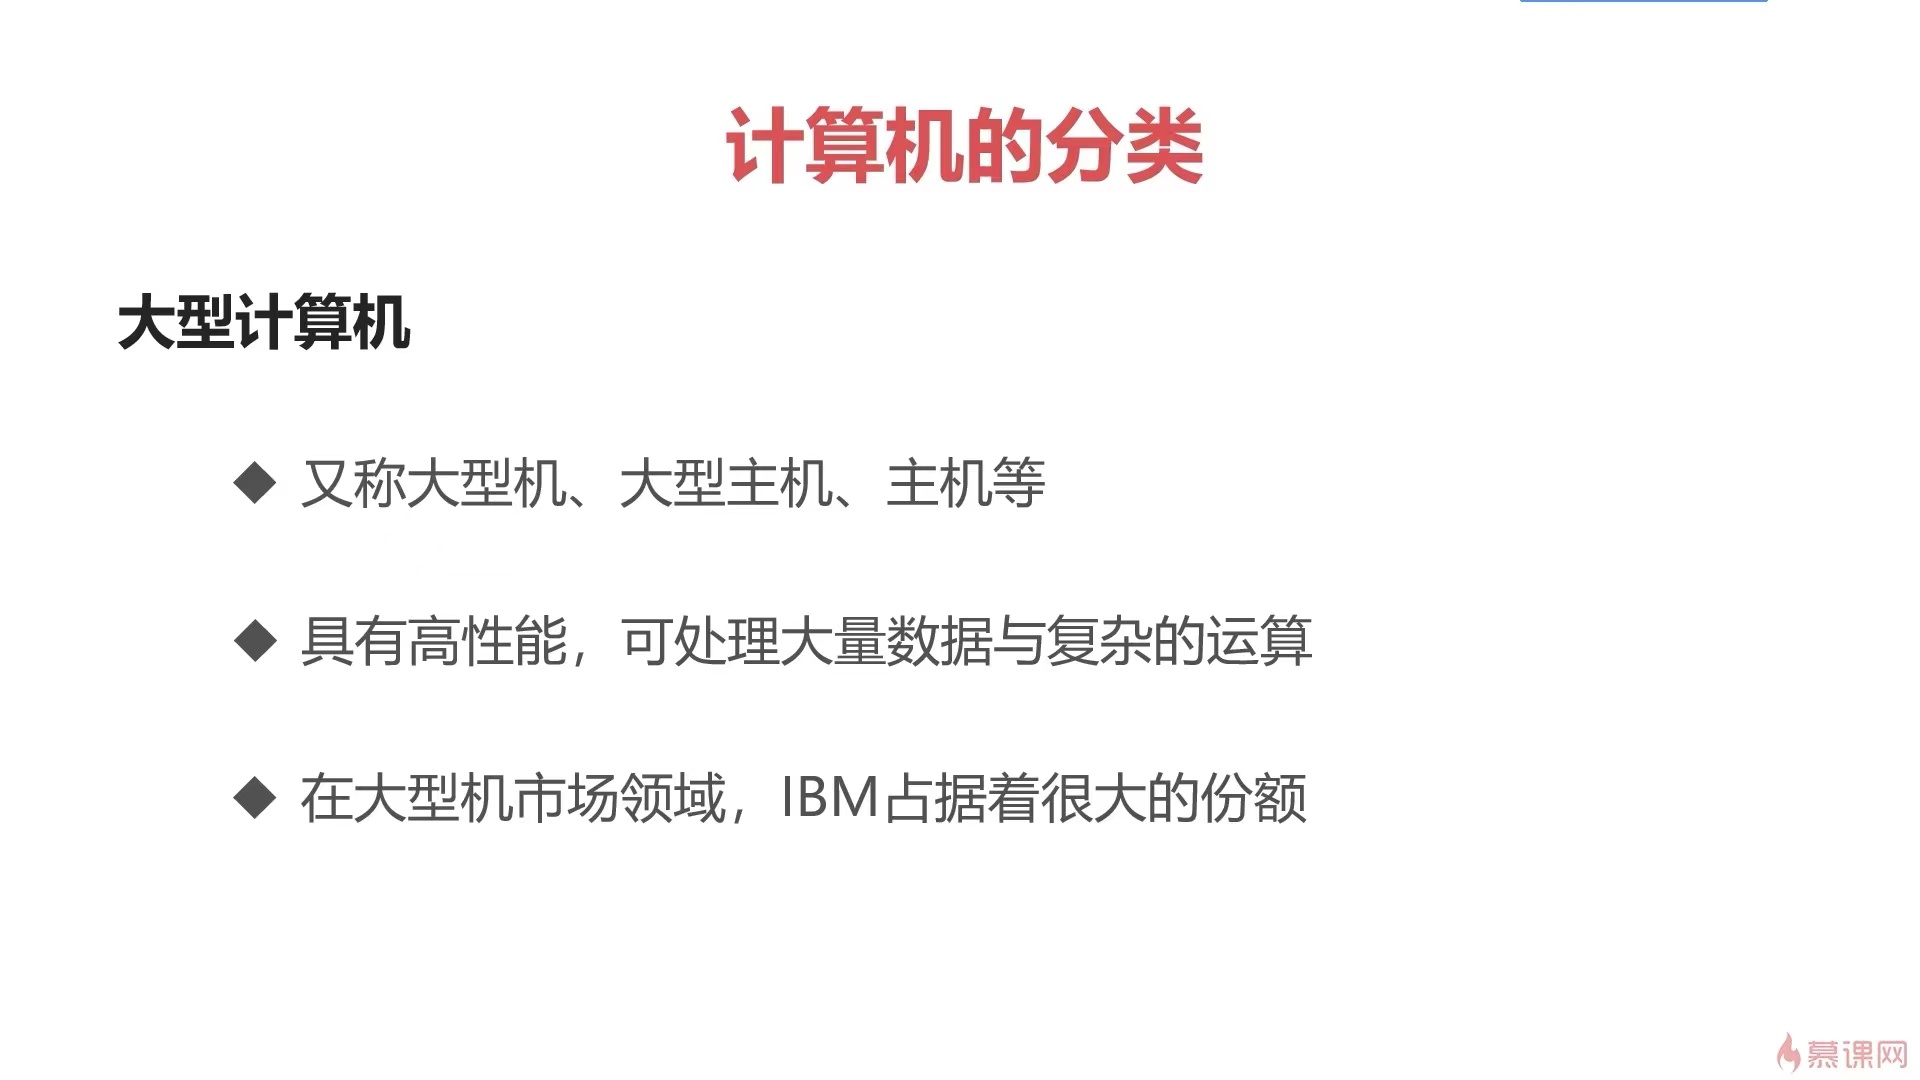 计算机的分类
大型计算机
◆ 又称大型机、大型主机、主机等
◆ 具有高性能，可处理大量数据与复杂的运算
◆ 在大型机市场领域，IBM占据着很大的份额
慕课网